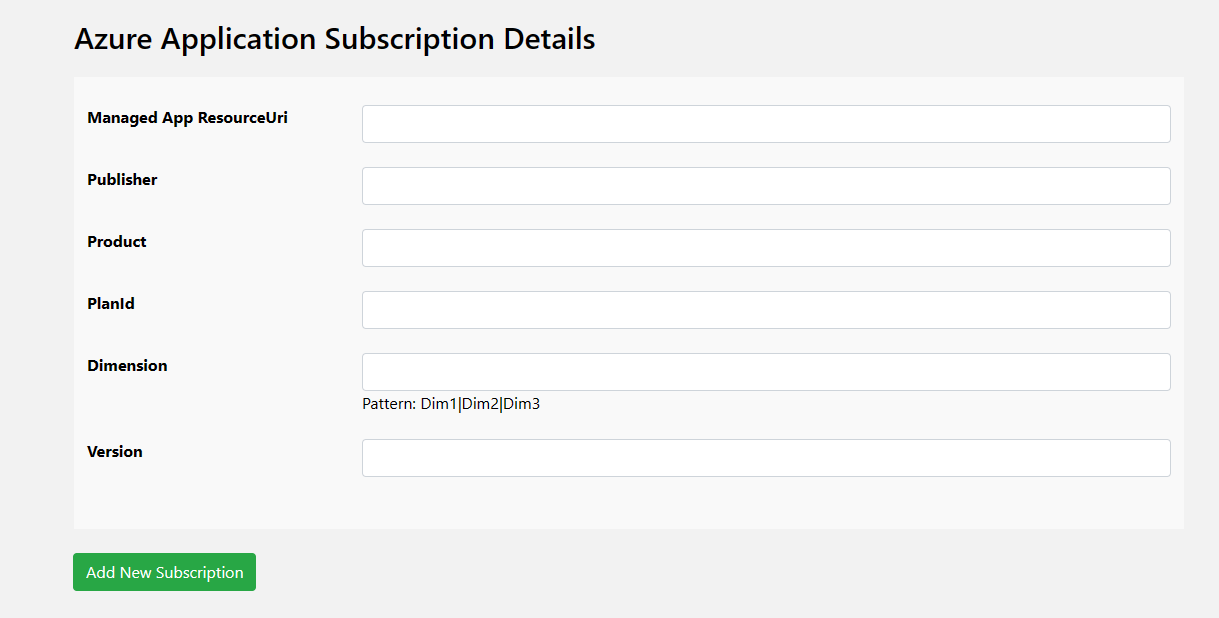 Azure Application Subscription Details
Managed App ResourceUri
Publisher
Product
PlanId
Dimension
Pattern: Dim1|Dim2|Dim3
Version
Add New Subscription